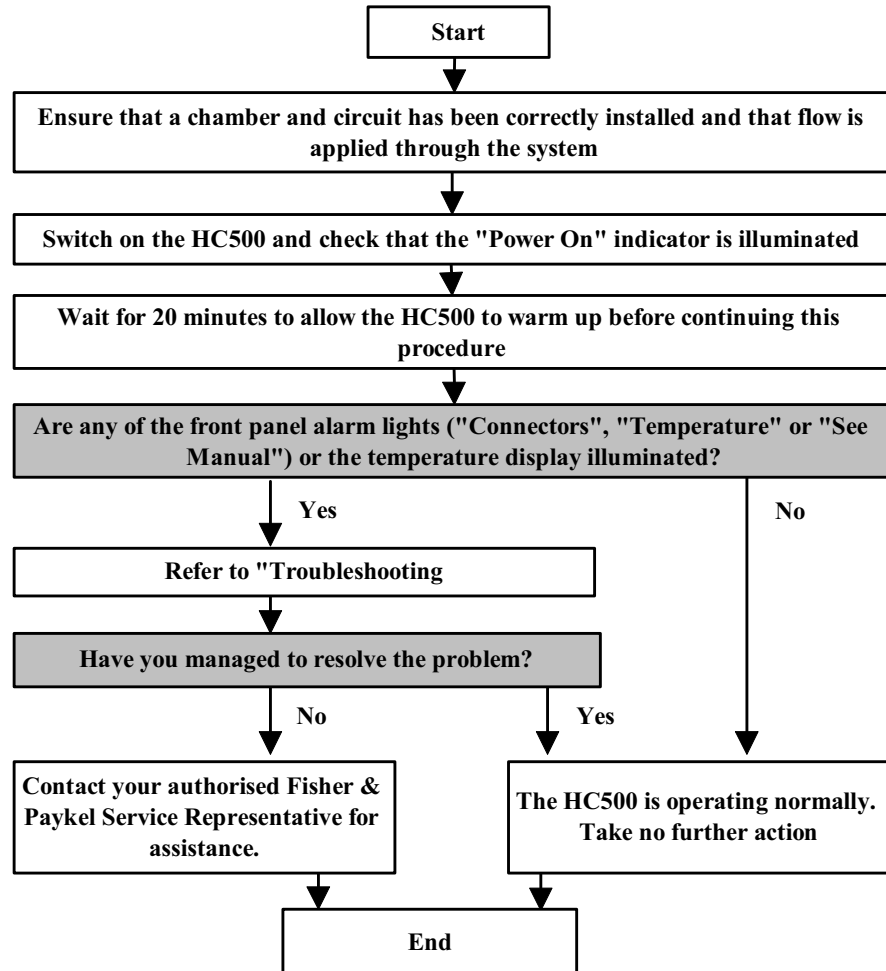 Start
Ensure that a chamber and circuit has been correctly installed and that flow is
applied through the system
Switch on the HC500 and check that the "Power On" indicator is illuminated
Wait for 20 minutes to allow the HC500 to warm up before continuing this
procedure
Are any of the front panel alarm lights ("Connectors", "Temperature" or "See
Manual") or the temperature display illuminated?
Yes
No
Refer to "Troubleshooting
Have you managed to resolve the problem?
No
Yes
Contact your authorised Fisher &
Paykel Service Representative for
assistance.
The HC500 is operating normally.
Take no further action
End